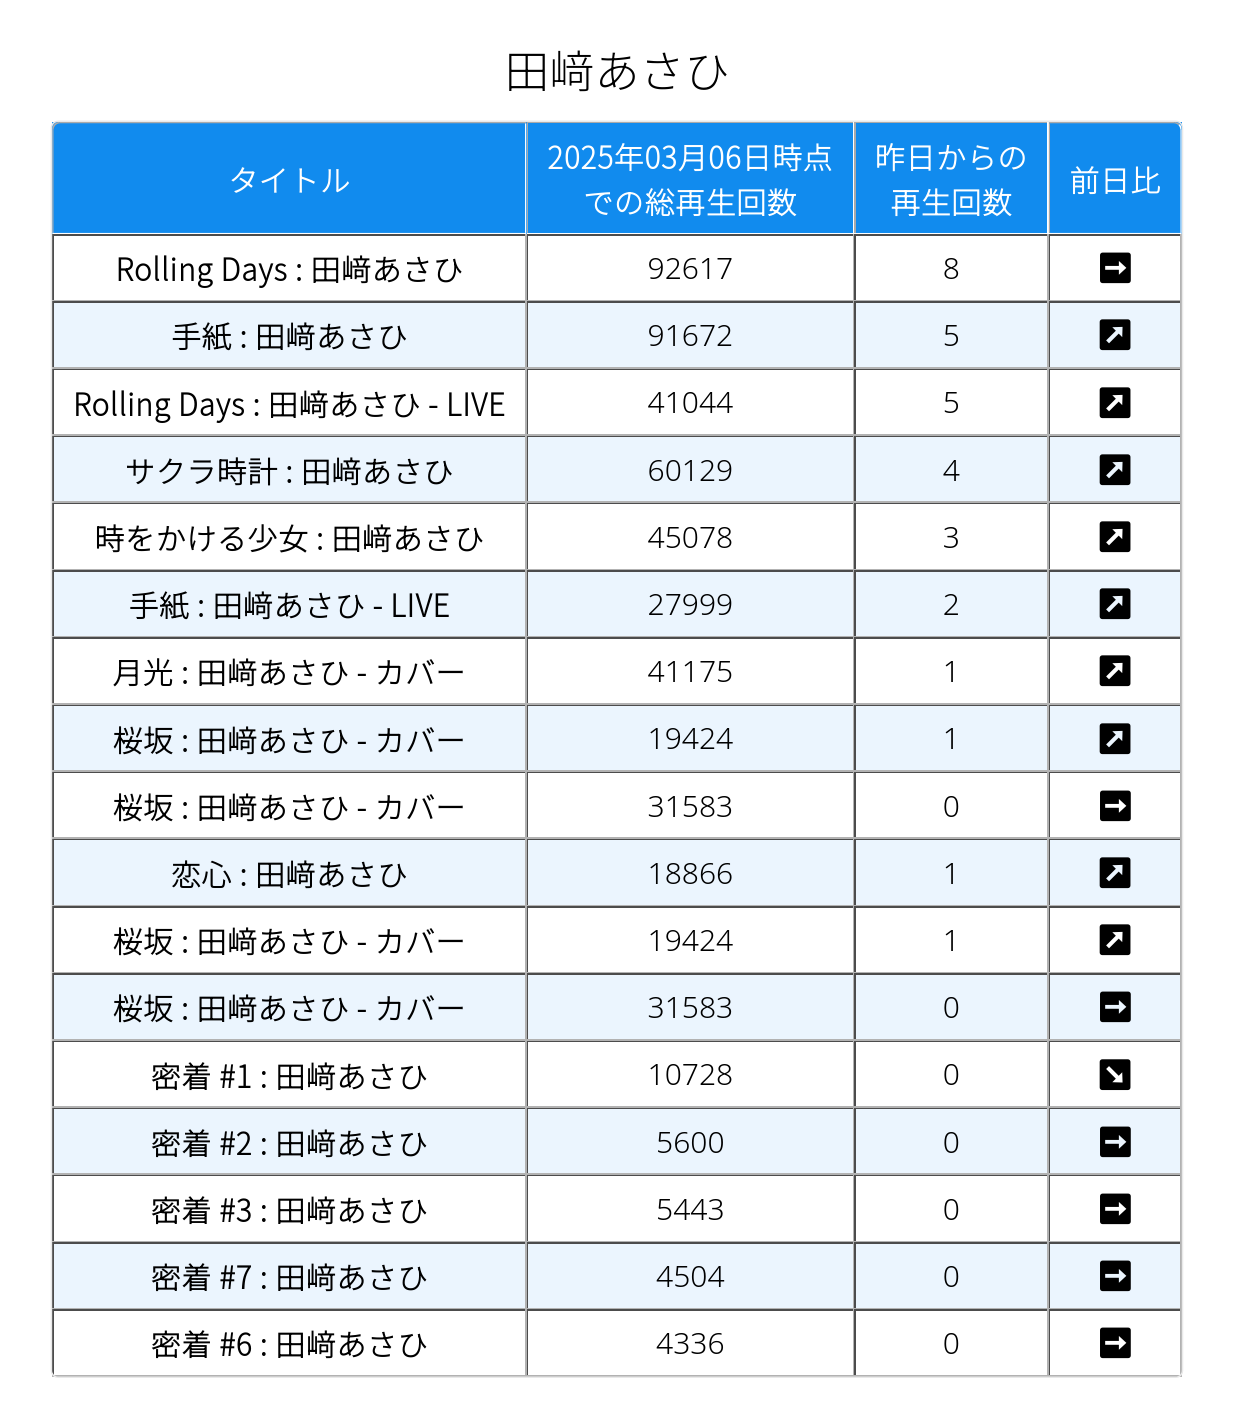 田﨑あさひ
タイトル 2025年03月06日時点での総再生回数 昨日からの再生回数 前日比
Rolling Days : 田﨑あさひ 92617 8 ➡
手紙 : 田﨑あさひ 91672 5 ↗
Rolling Days : 田﨑あさひ - LIVE 41044 5 ↗
サクラ時計 : 田﨑あさひ 60129 4 ↗
時をかける少女 : 田﨑あさひ 45078 3 ↗
手紙 : 田﨑あさひ - LIVE 27999 2 ↗
月光 : 田﨑あさひ - カバー 41175 1 ↗
桜坂 : 田﨑あさひ - カバー 19424 1 ↗
桜坂 : 田﨑あさひ - カバー 31583 0 ➡
恋心 : 田﨑あさひ 18866 1 ↗
桜坂 : 田﨑あさひ - カバー 19424 1 ↗
桜坂 : 田﨑あさひ - カバー 31583 0 ➡
密着 #1 : 田﨑あさひ 10728 0 ↘
密着 #2 : 田﨑あさひ 5600 0 ➡
密着 #3 : 田﨑あさひ 5443 0 ➡
密着 #7 : 田﨑あさひ 4504 0 ➡
密着 #6 : 田﨑あさひ 4336 0 ➡